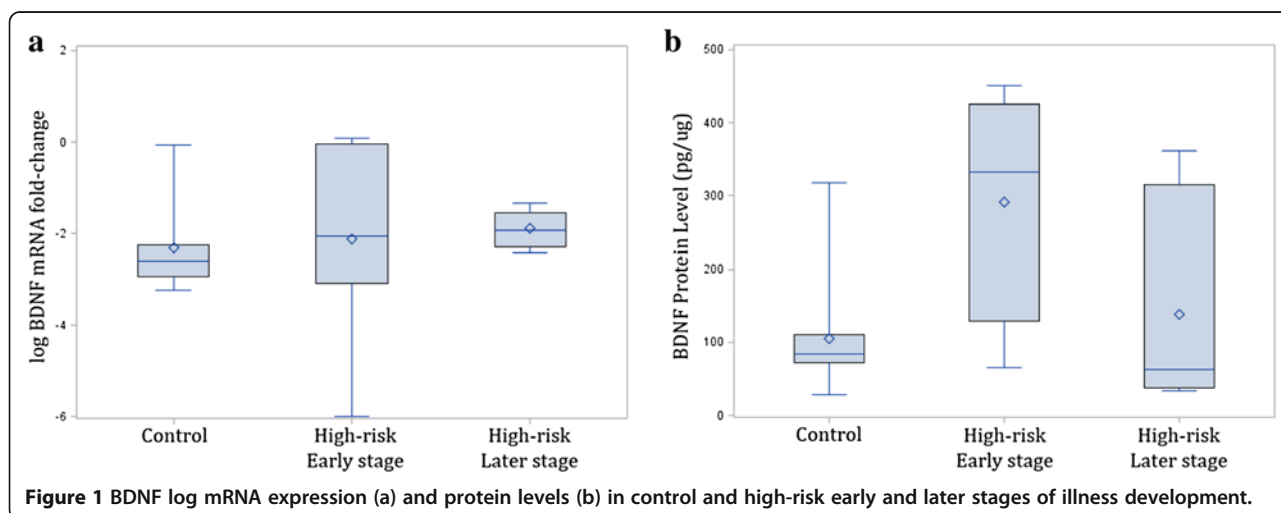 a
log BDNF mRNA fold-change
2
0
-2
-4
-6
Control
High-risk
Early stage
High-risk
Later stage
b
BDNF Protein Level (pg/ug)
500
400
300
200
100
0
Control
High-risk
Early stage
High-risk
Later stage
Figure 1 BDNF log mRNA expression (a) and protein levels (b) in control and high-risk early and later stages of illness development.